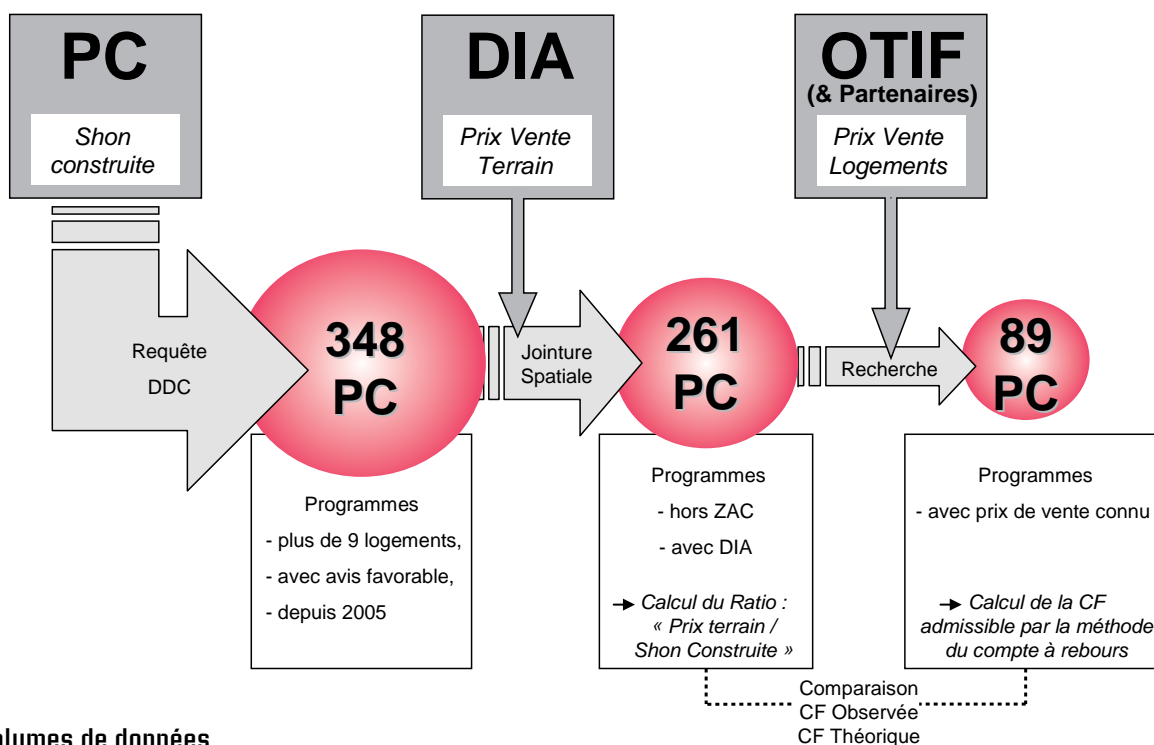 PC
Shon
construite
DIA
Prix Vente
Terrain
OTIF
(& Partenaires)
Prix Vente
Logements
Requête
DDC
348
PC
Jointure
Spatiale
261
PC
Recherche
89
PC
Programmes
- plus de 9 logements,
- avec avis favorable,
- depuis 2005
Programmes
- hors ZAC
- avec DIA
→ Calcul du Ratio :
« Prix terrain /
Shon Construite »
Programmes
- avec prix de vente connu
→ Calcul de la CF
admissible par la méthode
du compte à rebours
Comparaison
CF Observée
CF Théorique
lumes de données